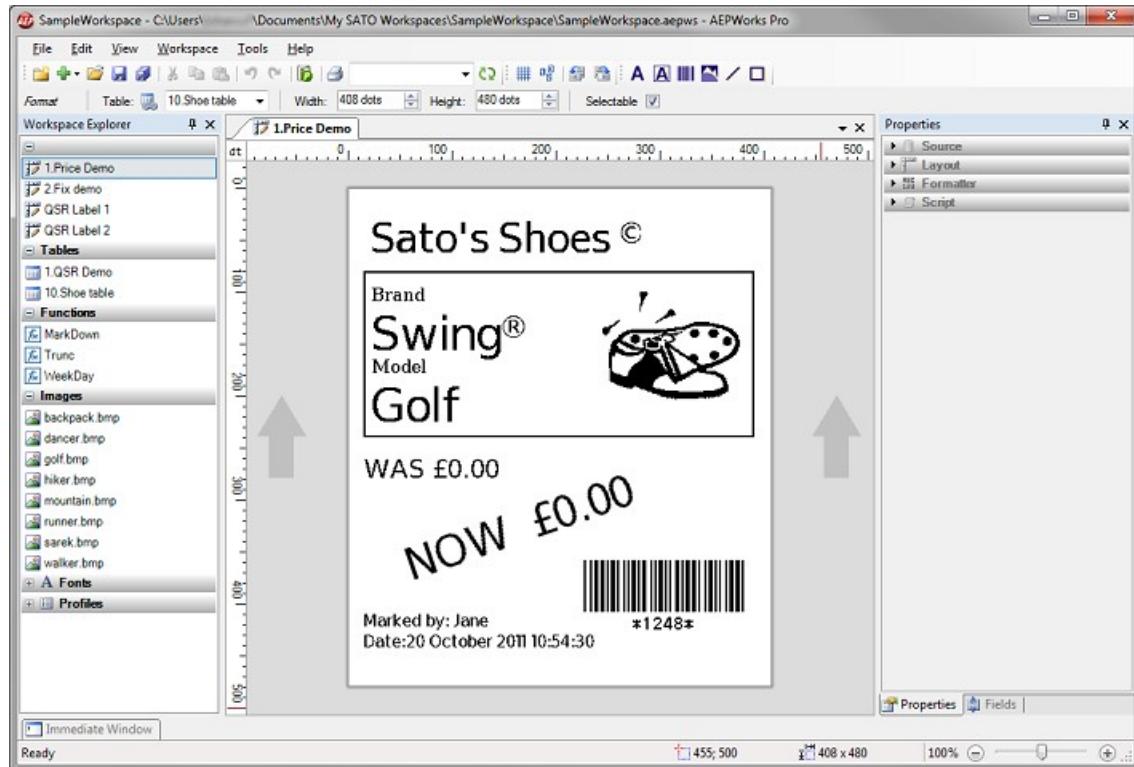 SampleWorkspace - C:\Users\ \Documents\My SATO Workspaces\SampleWorkspace\SampleWorkspace.aepws - AEPWorks Pro
File Edit View Workspace Tools Help
A A
Format Table: 10.Shoe table Width: 408 dots Height: 480 dots Selectable
Workspace Explorer
1.Price Demo
2.Fix demo
QSR Label 1
QSR Label 2
Tables
1.QSR Demo
10.Shoe table
Functions
MarkDown
Trunc
WeekDay
Images
backpack.bmp
dancer.bmp
golf.bmp
hiker.bmp
mountain.bmp
runner.bmp
sarek.bmp
walker.bmp
A Fonts
Profiles
1.Price Demo
dt 0 100 200 300 400 500
0
100
200
300
400
500
Sato's Shoes ©
Brand
Swing®
Model
Golf
WAS £0.00
NOW £0.00
*1248*
Marked by: Jane
Date:20 October 2011 10:54:30
Properties
Source
Layout
Formatter
Script
Properties Fields
Immediate Window
Ready 455; 500 408 x 480 100%